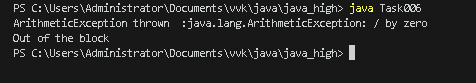 PS C:\Users\Administrator\Documents\vvk\java\java_high> java Task006
ArithmeticException thrown  :java.lang.ArithmeticException: / by zero
Out of the block
PS C:\Users\Administrator\Documents\vvk\java\java_high>